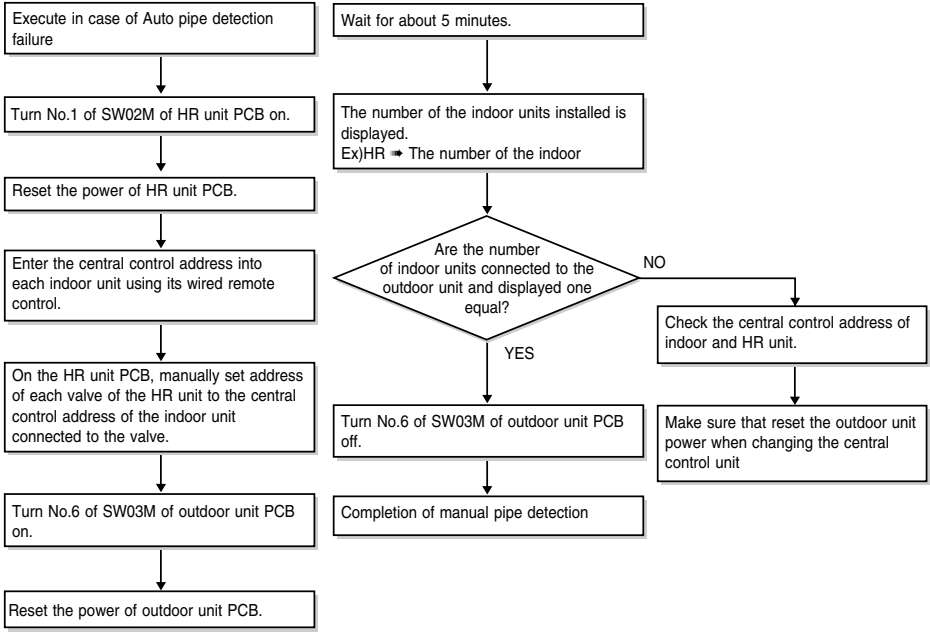 Execute in case of Auto pipe detection
failure
Turn No.1 of SW02M of HR unit PCB on.
Reset the power of HR unit PCB.
Enter the central control address into
each indoor unit using its wired remote
control.
On the HR unit PCB, manually set address
of each valve of the HR unit to the central
control address of the indoor unit
connected to the valve.
Turn No.6 of SW03M of outdoor unit PCB
on.
Reset the power of outdoor unit PCB.
Wait for about 5 minutes.
The number of the indoor units installed is
displayed.
Ex)HR ➠ The number of the indoor
Are the number
of indoor units connected to the
outdoor unit and displayed one
equal?
NO
YES
Turn No.6 of SW03M of outdoor unit PCB
off.
Completion of manual pipe detection
Check the central control address of
indoor and HR unit.
Make sure that reset the outdoor unit
power when changing the central
control unit